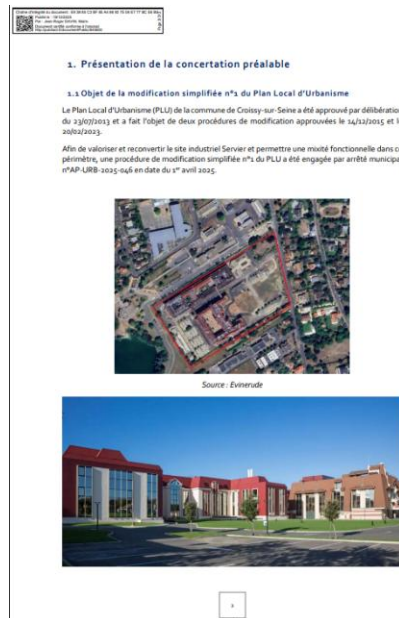 1. Présentation de la concertation préalable
1.1 Objet de la modification simplifiée n°1 du Plan Local d'Urbanisme
Le Plan Local d'Urbanisme (PLU) de la commune de Croissy-sur-Seine a été approuvé par délibération
du 23/07/2013 et a fait l'objet de deux procédures de modification approuvées le 14/12/2015 et l
20/02/2023.
Afin de valoriser et reconvertir le site industriel Servier et permettre une mixité fonctionnelle dans c
périmètre, une procédure de modification simplifiée n°1 du PLU a été engagée par arrêté municipa
n°AP-URB-2025-046 en date du 1er avril 2025.
Source : Evinerude